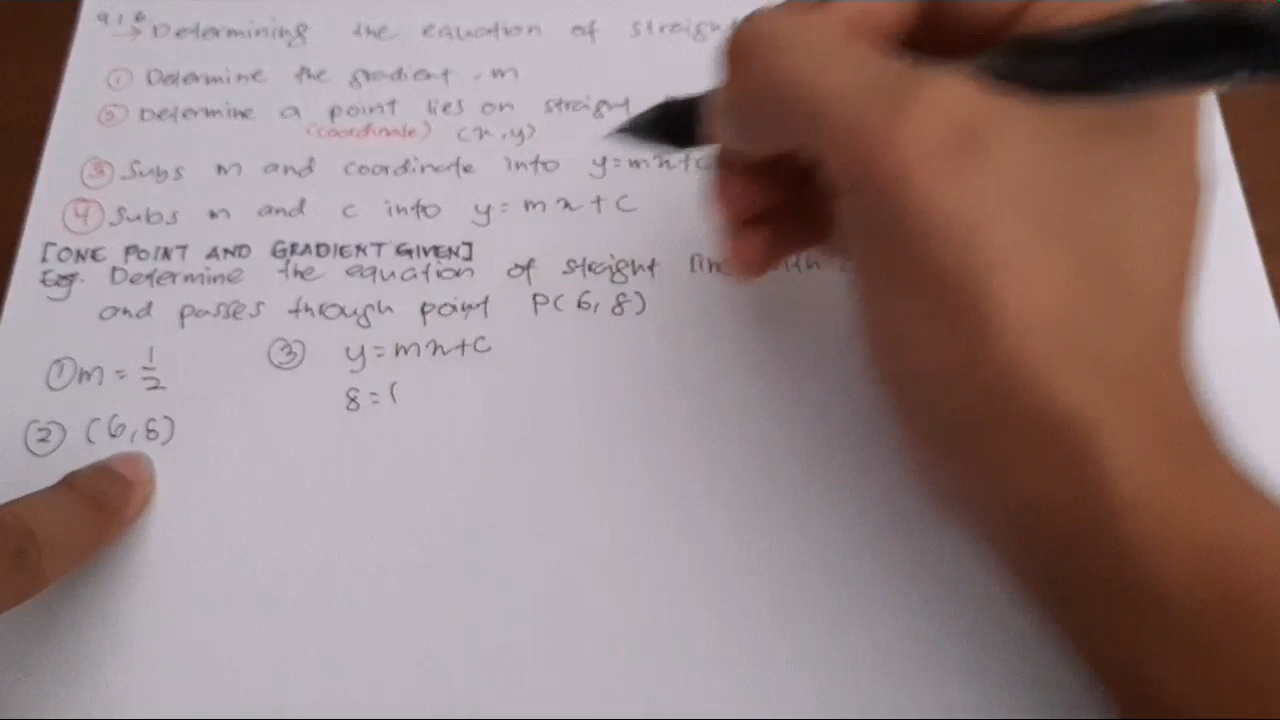 9.1.6 Determining the equation of straigh
① Determine the gradient, m
② Determine a point lies on straight
(coordinate) (x,y)
③ Subs m and coordinate into y=mx+c
④ Subs m and c into y=mx+c
[ONE POINT AND GRADIENT GIVEN]
Eg. Determine the equation of straight line with
and passes through point P(6,8)
① m = 1/2
② (6,8)
③ y=mx+c
8=(